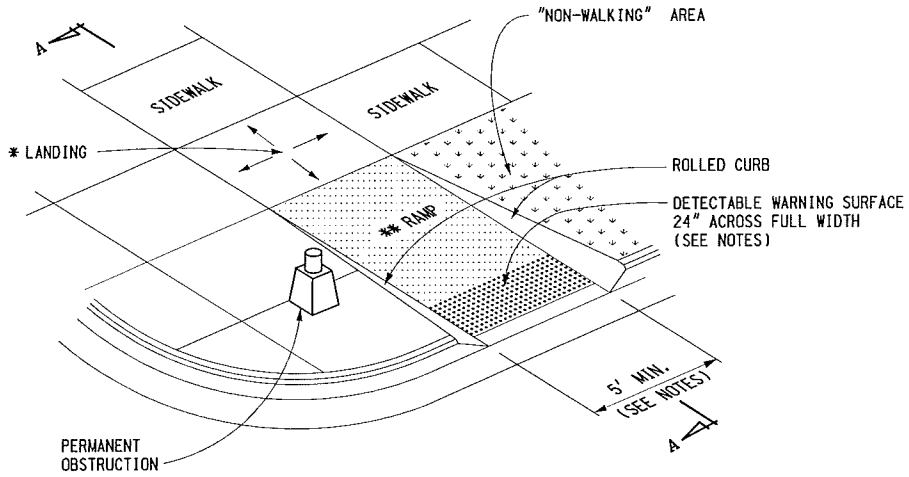 "NON-WALKING" AREA
A
SIDEWALK
SIDEWALK
* LANDING
ROLLED CURB
** RAMP
DETECTABLE WARNING SURFACE
24" ACROSS FULL WIDTH
(SEE NOTES)
5' MIN.
(SEE NOTES)
A
PERMANENT
OBSTRUCTION